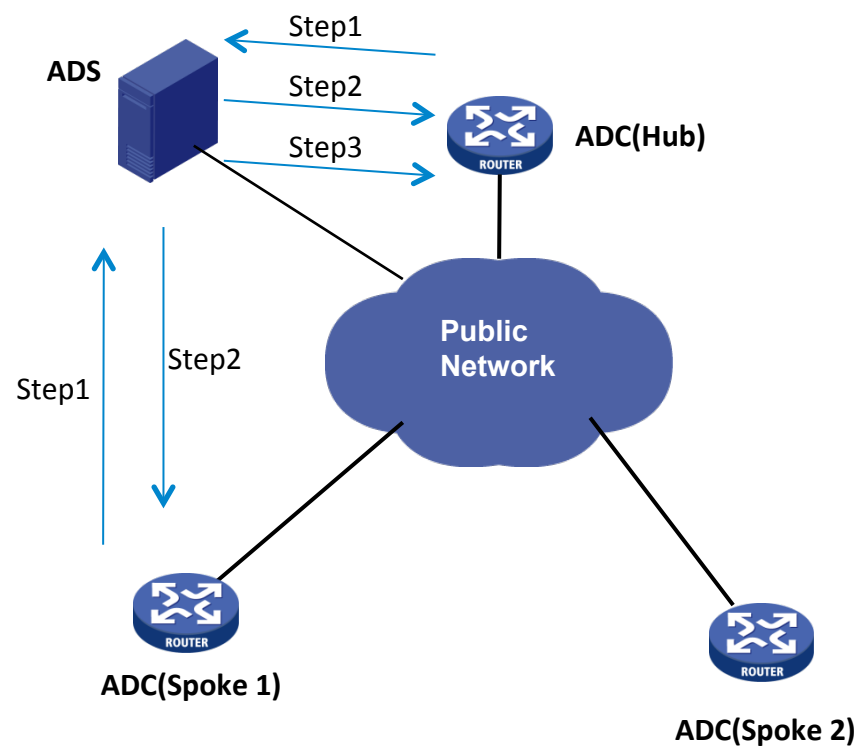 Step1
ADS
Step2
ADC(Hub)
Step3
ROUTER
Public
Network
Step2
Step1
ROUTER
ROUTER
ADC(Spoke 1)
ADC(Spoke 2)